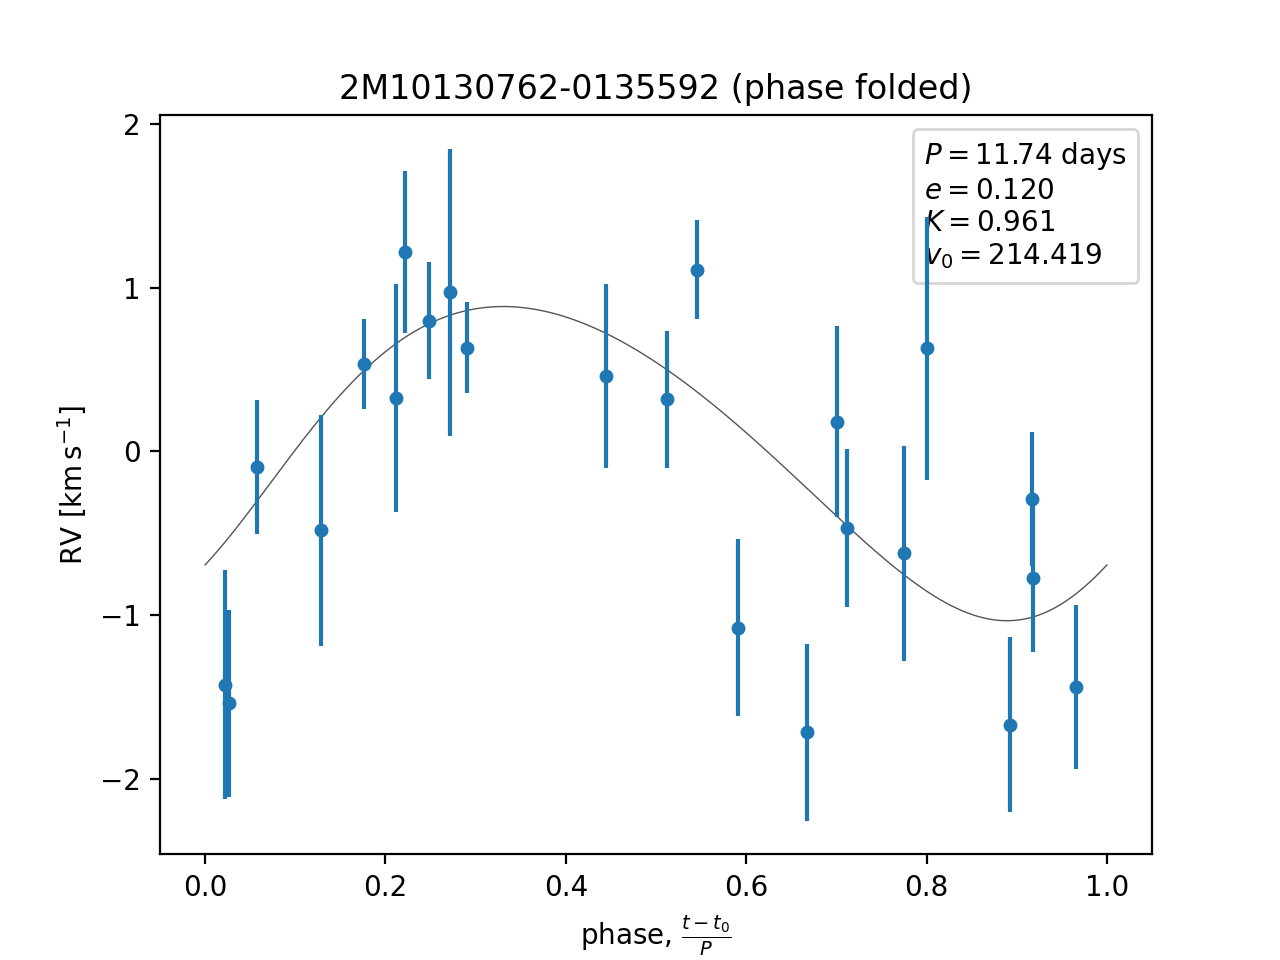 2M10130762-0135592 (phase folded)
P = 11.74 days
e = 0.120
K = 0.961
v₀ = 214.419
RV [km s⁻¹]
2
1
0
−1
−2
0.0 0.2 0.4 0.6 0.8 1.0
phase, (t − t₀)/P